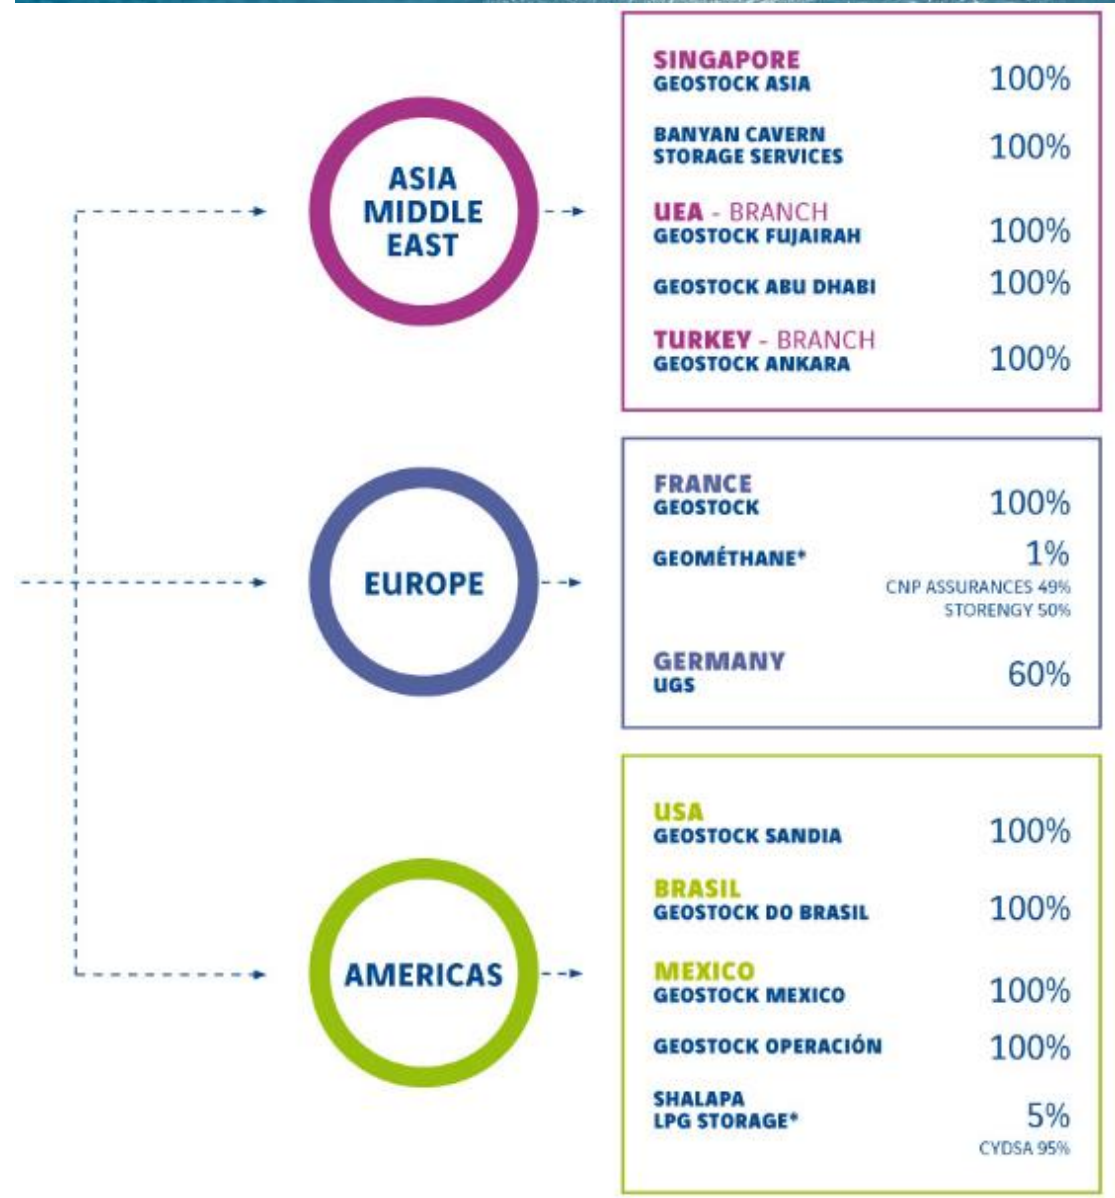 ASIA
MIDDLE
EAST
SINGAPORE
GEOSTOCK ASIA 100%
BANYAN CAVERN
STORAGE SERVICES 100%
UEA - BRANCH
GEOSTOCK FUJAIRAH 100%
GEOSTOCK ABU DHABI 100%
TURKEY - BRANCH
GEOSTOCK ANKARA 100%
EUROPE
FRANCE
GEOSTOCK 100%
GEOMÉTHANE* 1%
CNP ASSURANCES 49%
STORENGY 50%
GERMANY
UGS 60%
AMERICAS
USA
GEOSTOCK SANDIA 100%
BRASIL
GEOSTOCK DO BRASIL 100%
MEXICO
GEOSTOCK MEXICO 100%
GEOSTOCK OPERACIÓN 100%
SHALAPA
LPG STORAGE* 5%
CYDSA 95%